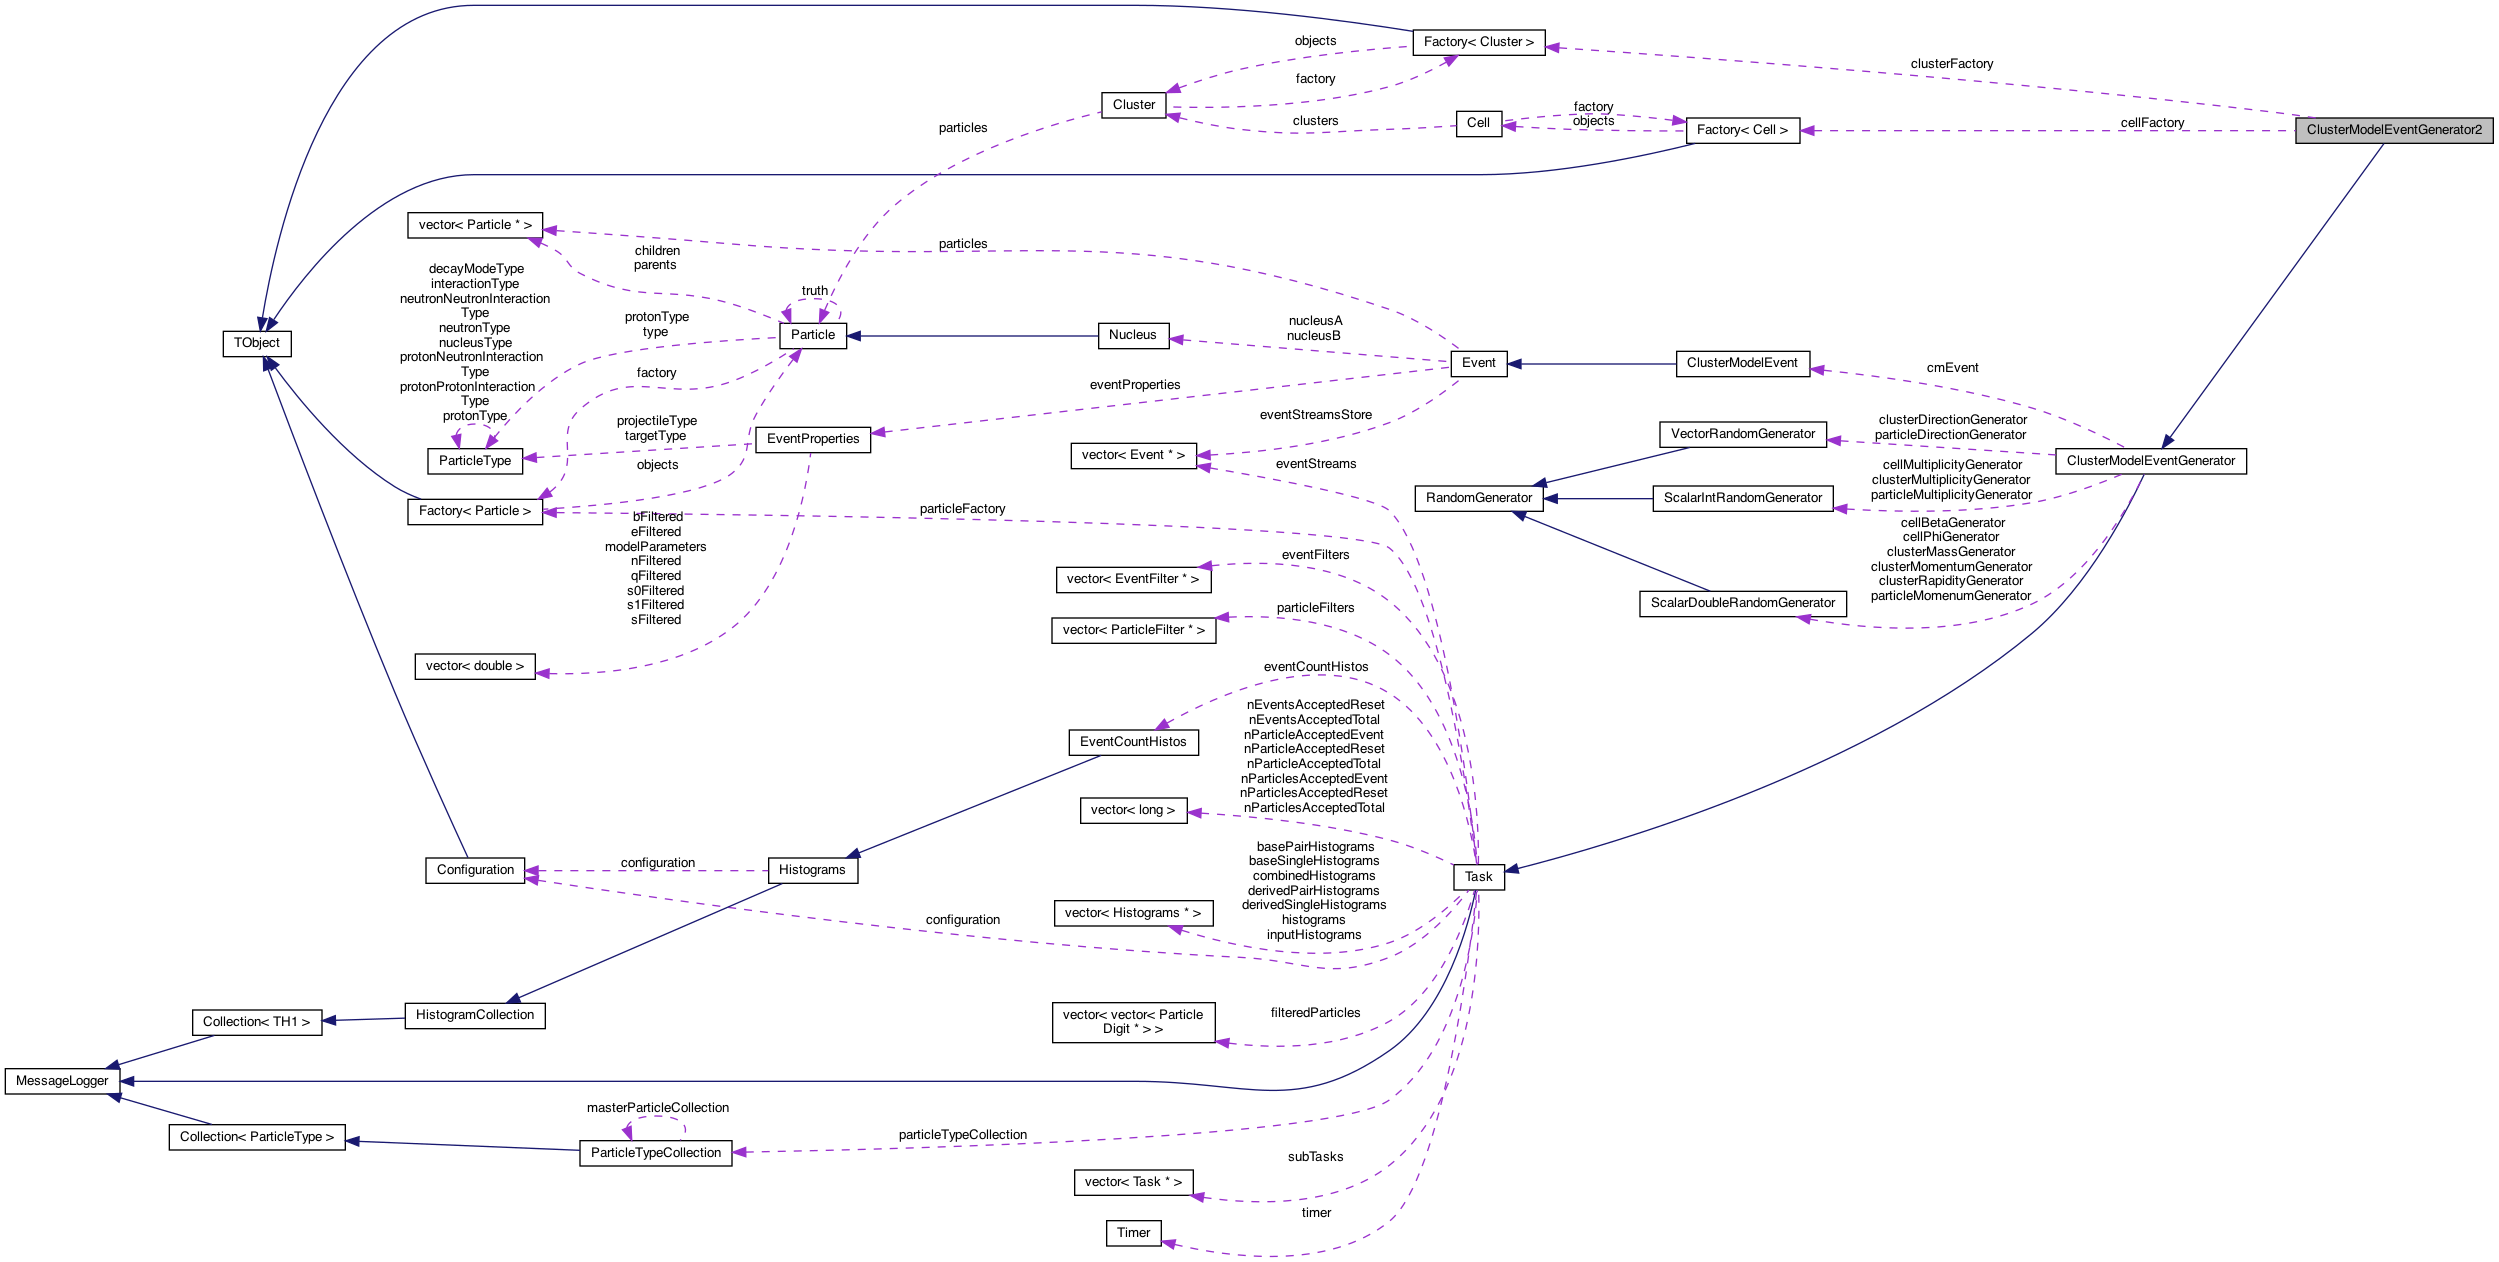 objects
Factory< Cluster >
clusterFactory
factory
Cluster
particles
clusters
Cell
factory
objects
Factory< Cell >
cellFactory
ClusterModelEventGenerator2
vector< Particle * >
children
parents
particles
decayModeType
interactionType
neutronNeutronInteraction
Type
neutronType
nucleusType
protonNeutronInteraction
Type
protonProtonInteraction
Type
protonType
TObject
protonType
type
truth
Particle
factory
Nucleus
nucleusA
nucleusB
Event
ClusterModelEvent
cmEvent
eventProperties
eventStreamsStore
projectileType
targetType
EventProperties
ParticleType
objects
Factory< Particle >
vector< Event * >
eventStreams
VectorRandomGenerator
clusterDirectionGenerator
particleDirectionGenerator
ClusterModelEventGenerator
RandomGenerator
ScalarIntRandomGenerator
cellMultiplicityGenerator
clusterMultiplicityGenerator
particleMultiplicityGenerator
particleFactory
bFiltered
eFiltered
modelParameters
nFiltered
qFiltered
s0Filtered
s1Filtered
sFiltered
cellBetaGenerator
cellPhiGenerator
clusterMassGenerator
clusterMomentumGenerator
clusterRapidityGenerator
particleMomenumGenerator
ScalarDoubleRandomGenerator
eventFilters
vector< EventFilter * >
particleFilters
vector< ParticleFilter * >
vector< double >
eventCountHistos
EventCountHistos
nEventsAcceptedReset
nEventsAcceptedTotal
nParticleAcceptedEvent
nParticleAcceptedReset
nParticleAcceptedTotal
nParticlesAcceptedEvent
nParticlesAcceptedReset
nParticlesAcceptedTotal
vector< long >
Configuration
configuration
Histograms
Task
basePairHistograms
baseSingleHistograms
combinedHistograms
derivedPairHistograms
derivedSingleHistograms
histograms
inputHistograms
vector< Histograms * >
configuration
Collection< TH1 >
HistogramCollection
vector< vector< Particle
Digit * > >
filteredParticles
MessageLogger
masterParticleCollection
Collection< ParticleType >
ParticleTypeCollection
particleTypeCollection
subTasks
vector< Task * >
timer
Timer